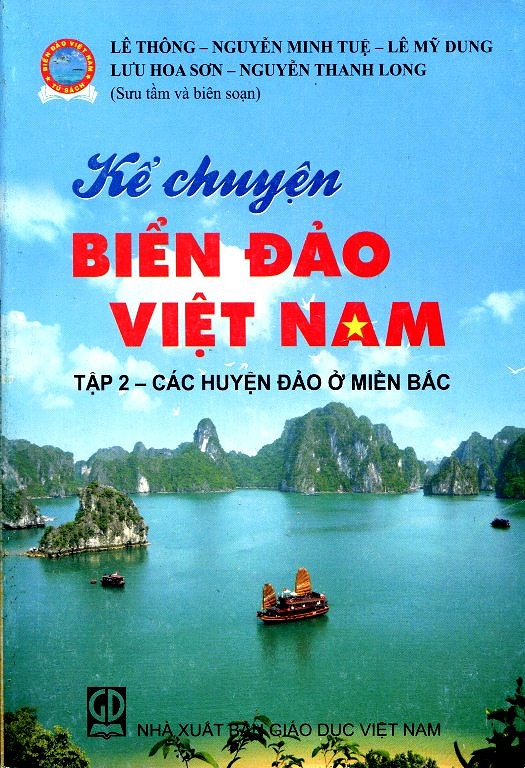 BIỂN ĐẢO VIỆT NAM
TỦ SÁCH
LÊ THÔNG – NGUYỄN MINH TUỆ – LÊ MỸ DUNG
LƯU HOA SƠN – NGUYỄN THANH LONG
(Sưu tầm và biên soạn)
Kể chuyện
BIỂN ĐẢO
VIỆT NAM
TẬP 2 – CÁC HUYỆN ĐẢO Ở MIỀN BẮC
GD
NHÀ XUẤT BẢN GIÁO DỤC VIỆT NAM